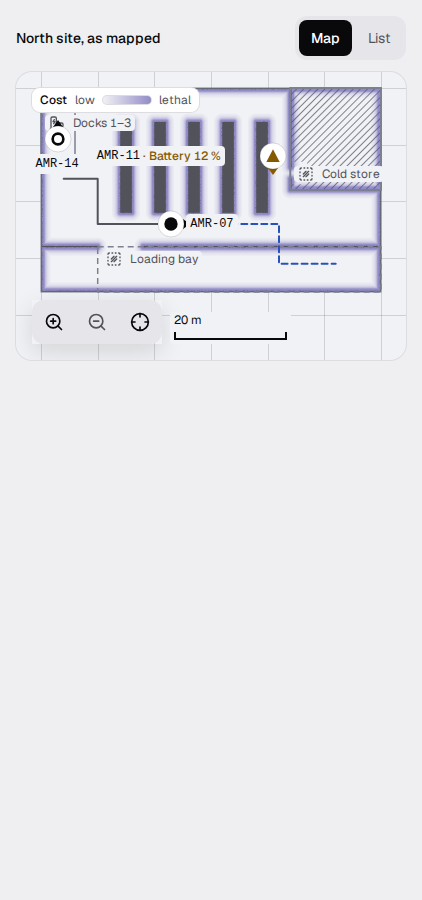 North site, as mapped
Map
List
Cost low lethal
Docks 1–3
AMR-14
AMR-11 · Battery 12 %
Cold store
AMR-07
Loading bay
20 m